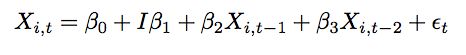 X_{i,t} = β_0 + Iβ_1 + β_2X_{i,t−1} + β_3X_{i,t−2} + ϵ_t